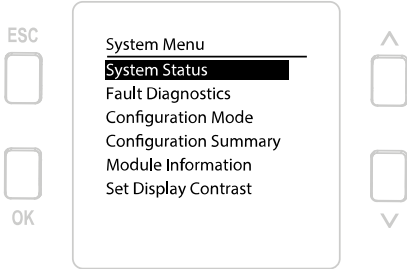 ESC
System Menu
System Status
Fault Diagnostics
Configuration Mode
Configuration Summary
Module Information
Set Display Contrast
OK